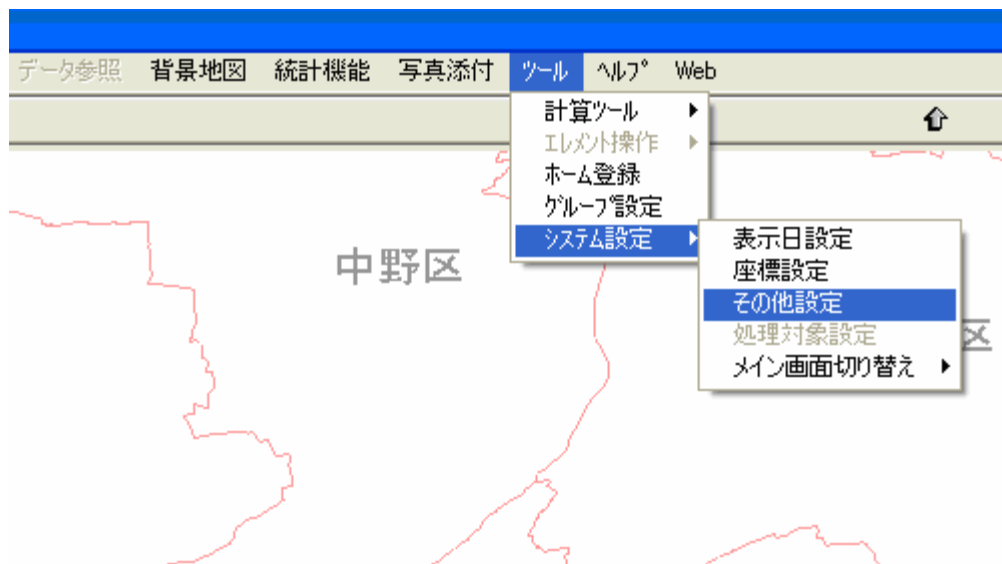 データ参照 背景地図 統計機能 写真添付 ツール ヘルプ Web
計算ツール
エレメント操作
ホーム登録
グループ設定
システム設定
表示日設定
座標設定
その他設定
処理対象設定
メイン画面切り替え
中野区
区